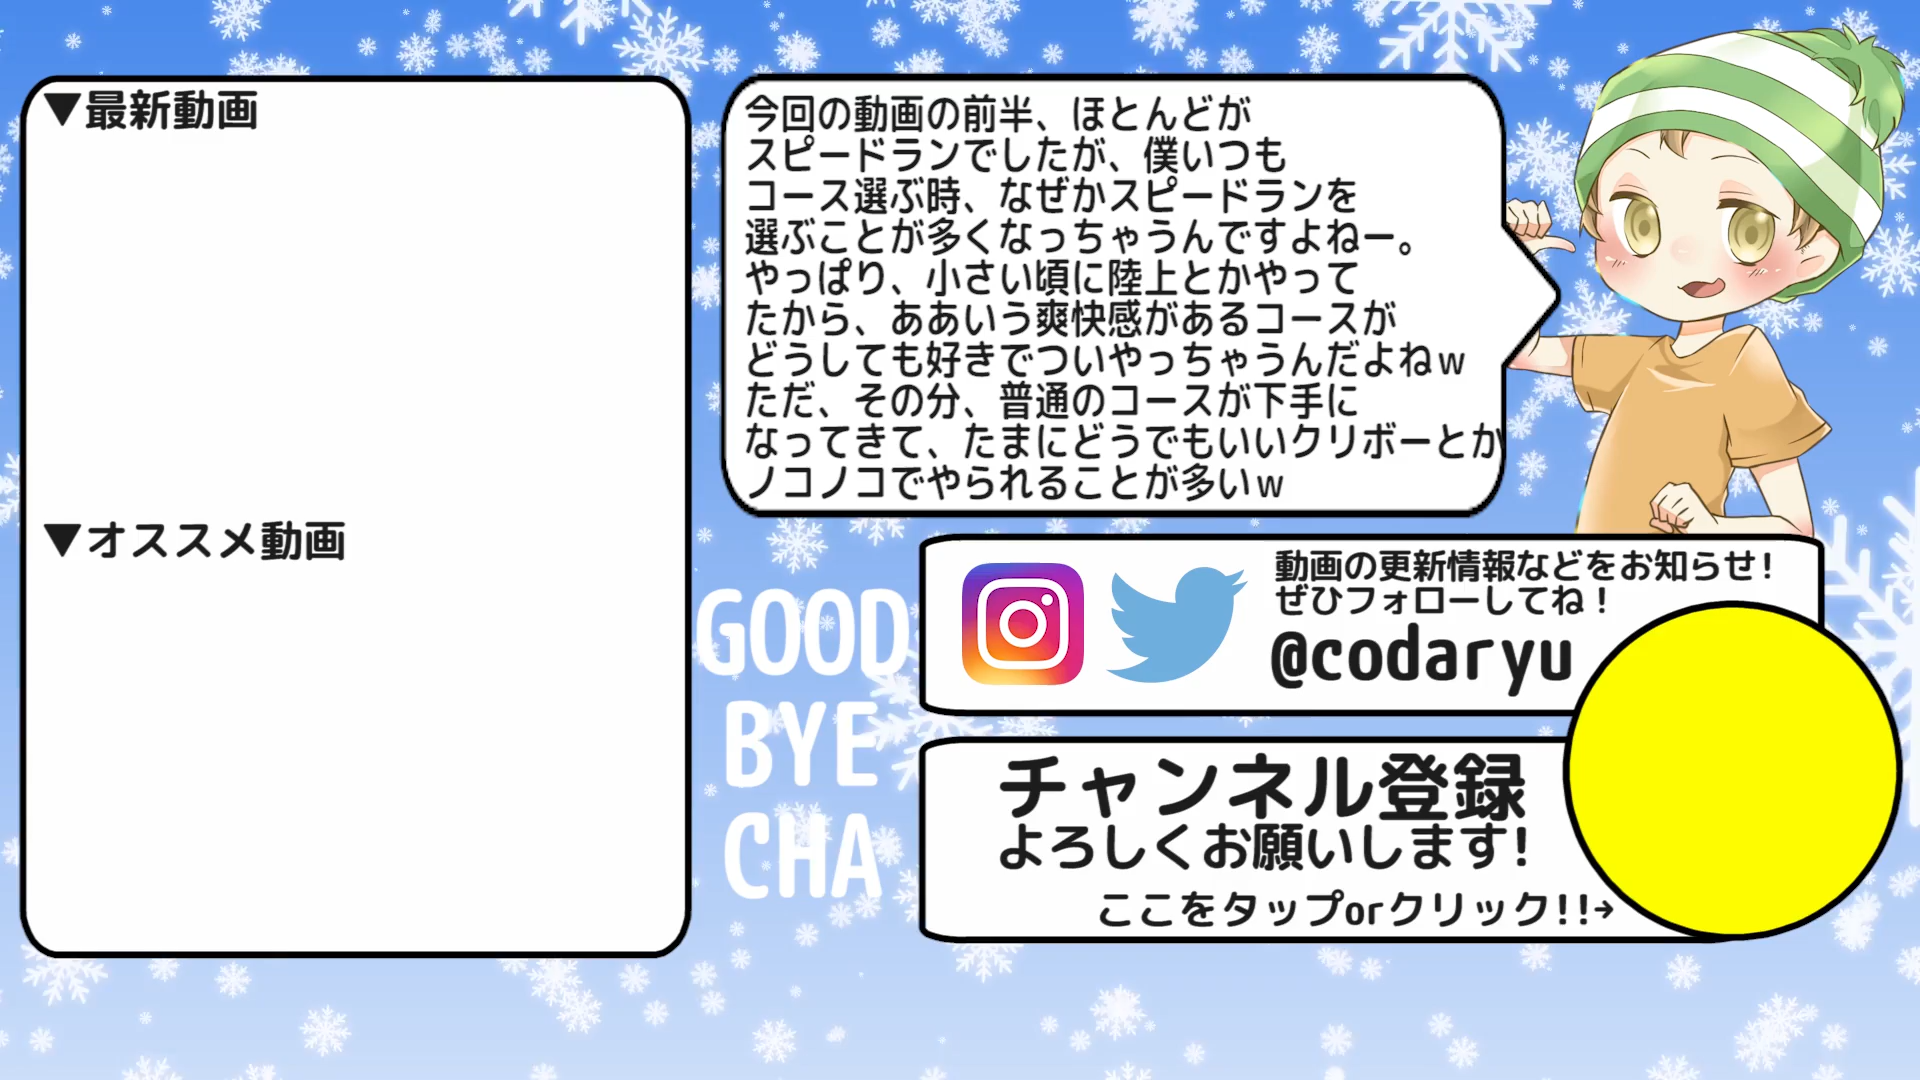 ▼最新動画
▼オススメ動画
今回の動画の前半、ほとんどが
スピードランでしたが、僕いつも
コース選ぶ時、なぜかスピードランを
選ぶことが多くなっちゃうんですよねー。
やっぱり、小さい頃に陸上とかやって
たから、ああいう爽快感があるコースが
どうしても好きでついやっちゃうんだよねｗ
ただ、その分、普通のコースが下手に
なってきて、たまにどうでもいいクリボーとか
ノコノコでやられることが多いｗ
GOOD
BYE
CHA
動画の更新情報などをお知らせ!
ぜひフォローしてね！
@codaryu
チャンネル登録
よろしくお願いします!
ここをタップorクリック!!→